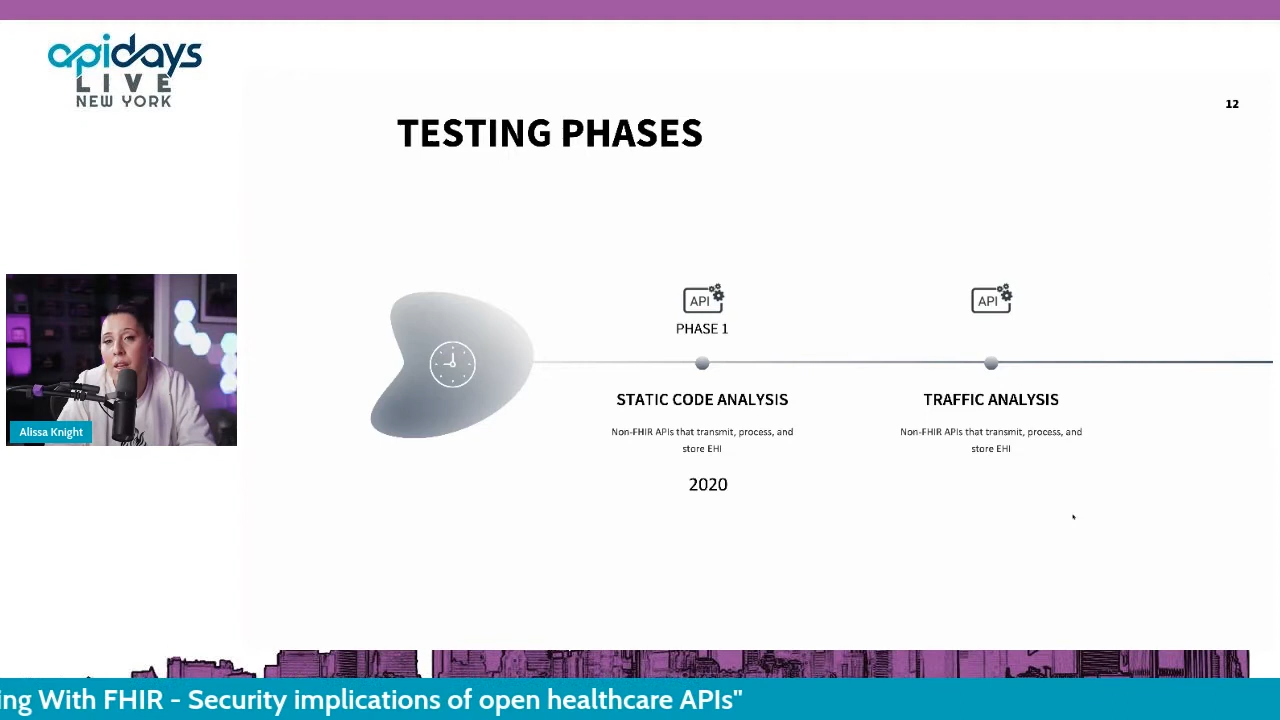 apidays
LIVE
NEW YORK
12
TESTING PHASES
API
API
PHASE 1
STATIC CODE ANALYSIS
TRAFFIC ANALYSIS
Non-FHIR APIs that transmit, process, and
store EHI
Non-FHIR APIs that transmit, process, and
store EHI
2020
Alissa Knight
ing With FHIR - Security implications of open healthcare APIs"